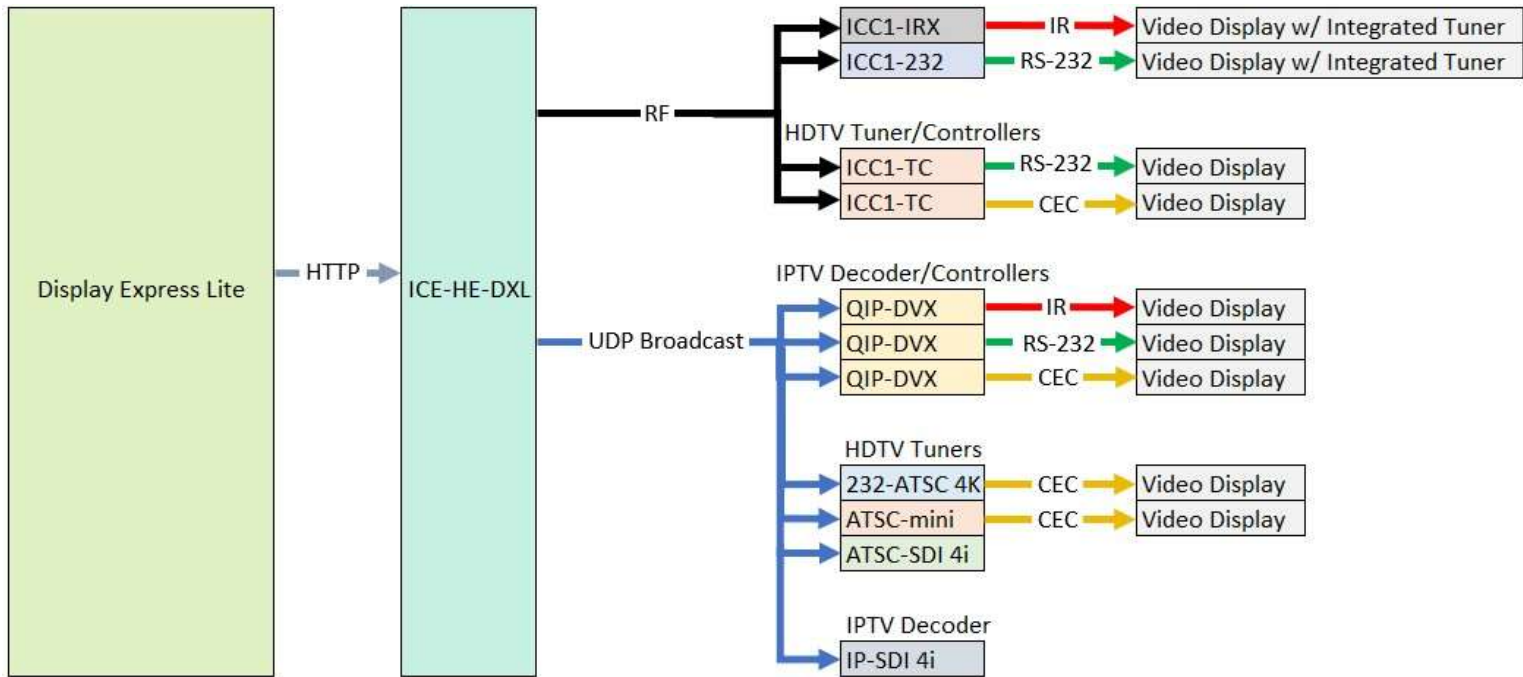 ICC1-IRX IR Video Display w/ Integrated Tuner
ICC1-232 RS-232 Video Display w/ Integrated Tuner
RF
HDTV Tuner/Controllers
ICC1-TC RS-232 Video Display
ICC1-TC CEC Video Display
Display Express Lite HTTP ICE-HE-DXL
IPTV Decoder/Controllers
QIP-DVX IR Video Display
UDP Broadcast QIP-DVX RS-232 Video Display
QIP-DVX CEC Video Display
HDTV Tuners
232-ATSC 4K CEC Video Display
ATSC-mini CEC Video Display
ATSC-SDI 4i
IPTV Decoder
IP-SDI 4i